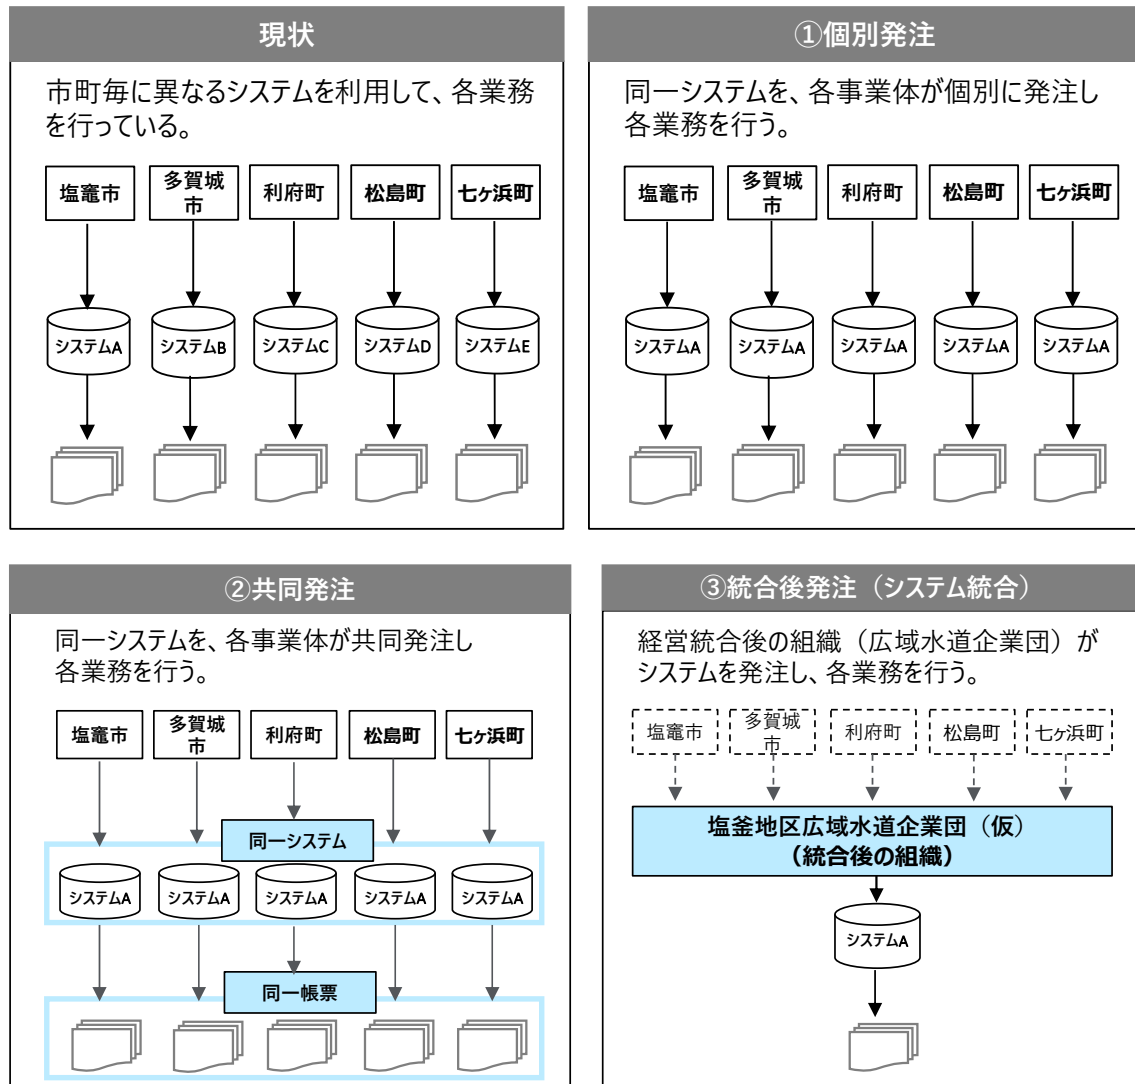 現状
市町毎に異なるシステムを利用して、各業務
を行っている。
塩竈市
多賀城
市
利府町
松島町
七ヶ浜町
システムA
システムB
システムC
システムD
システムE
①個別発注
同一システムを、各事業体が個別に発注し
各業務を行う。
塩竈市
多賀城
市
利府町
松島町
七ヶ浜町
システムA
システムA
システムA
システムA
システムA
②共同発注
同一システムを、各事業体が共同発注し
各業務を行う。
塩竈市
多賀城
市
利府町
松島町
七ヶ浜町
同一システム
システムA
システムA
システムA
システムA
システムA
同一帳票
③統合後発注（システム統合）
経営統合後の組織（広域水道企業団）が
システムを発注し、各業務を行う。
塩竈市
多賀城
市
利府町
松島町
七ヶ浜町
塩釜地区広域水道企業団（仮）
（統合後の組織）
システムA